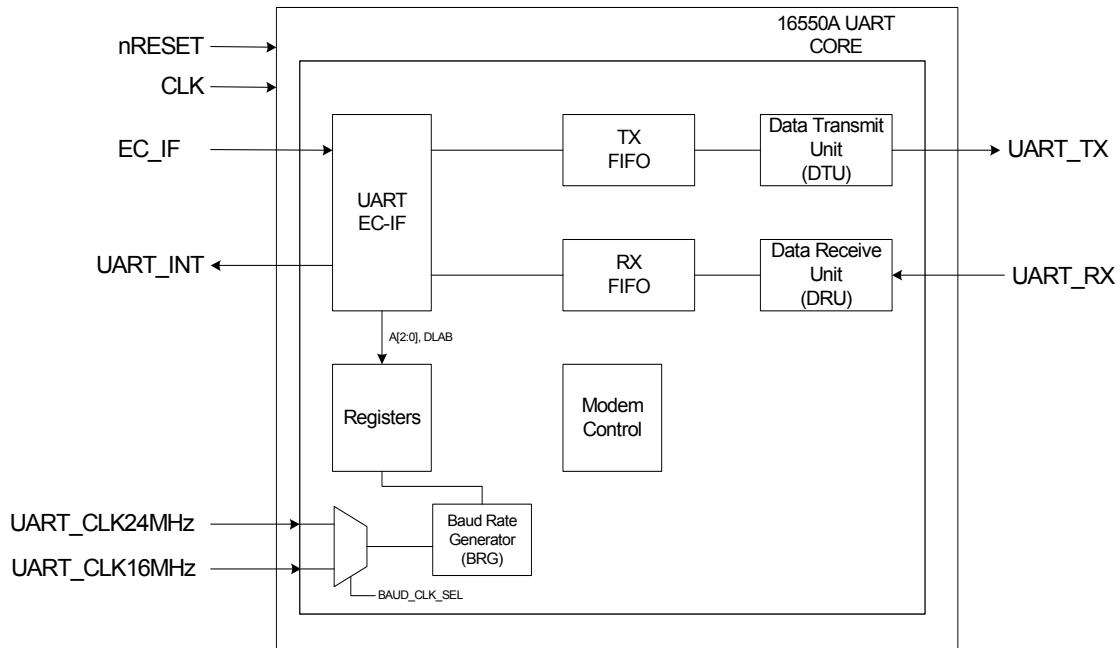 16550A UART
CORE
nRESET
CLK
EC_IF
UART
EC-IF
TX
FIFO
Data Transmit
Unit
(DTU)
UART_TX
UART_INT
RX
FIFO
Data Receive
Unit
(DRU)
UART_RX
A[2:0], DLAB
Registers
Modem
Control
UART_CLK24MHz
UART_CLK16MHz
Baud Rate
Generator
(BRG)
BAUD_CLK_SEL